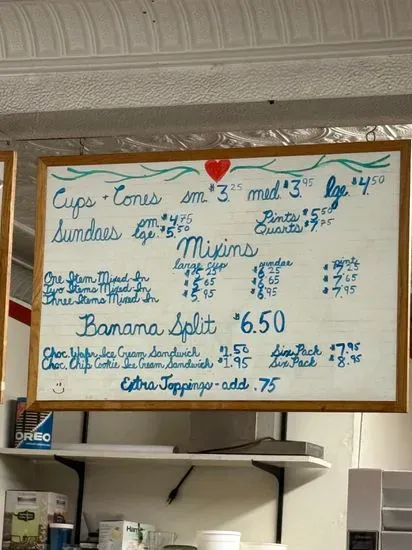 Cups + Cones sm. $3.25 med. $3.95 lge. $4.50
Sundaes sm. $4.75 Pints $5.50
lge. $5.50 Quarts $7.75
Mixins
large cup sundae pint
One Item Mixed In $5.25 $6.25 $7.25
Two Items Mixed In $5.65 $6.65 $7.65
Three Items Mixed In $5.95 $6.95 $7.95
Banana Split $6.50
Choc. Wafer Ice Cream Sandwich $1.50 Six Pack $7.95
Choc. Chip Cookie Ice Cream Sandwich $1.95 Six Pack $8.95
Extra Toppings - add .75
OREO
Ham